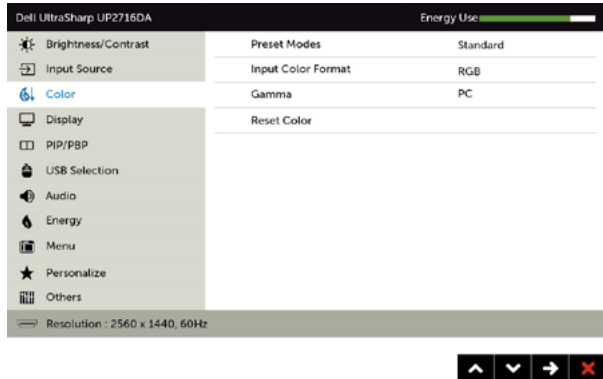 Dell UltraSharp UP2716DA Energy Use
Brightness/Contrast Preset Modes Standard
Input Source Input Color Format RGB
Color Gamma PC
Display Reset Color
PIP/PBP
USB Selection
Audio
Energy
Menu
Personalize
Others
Resolution : 2560 x 1440, 60Hz